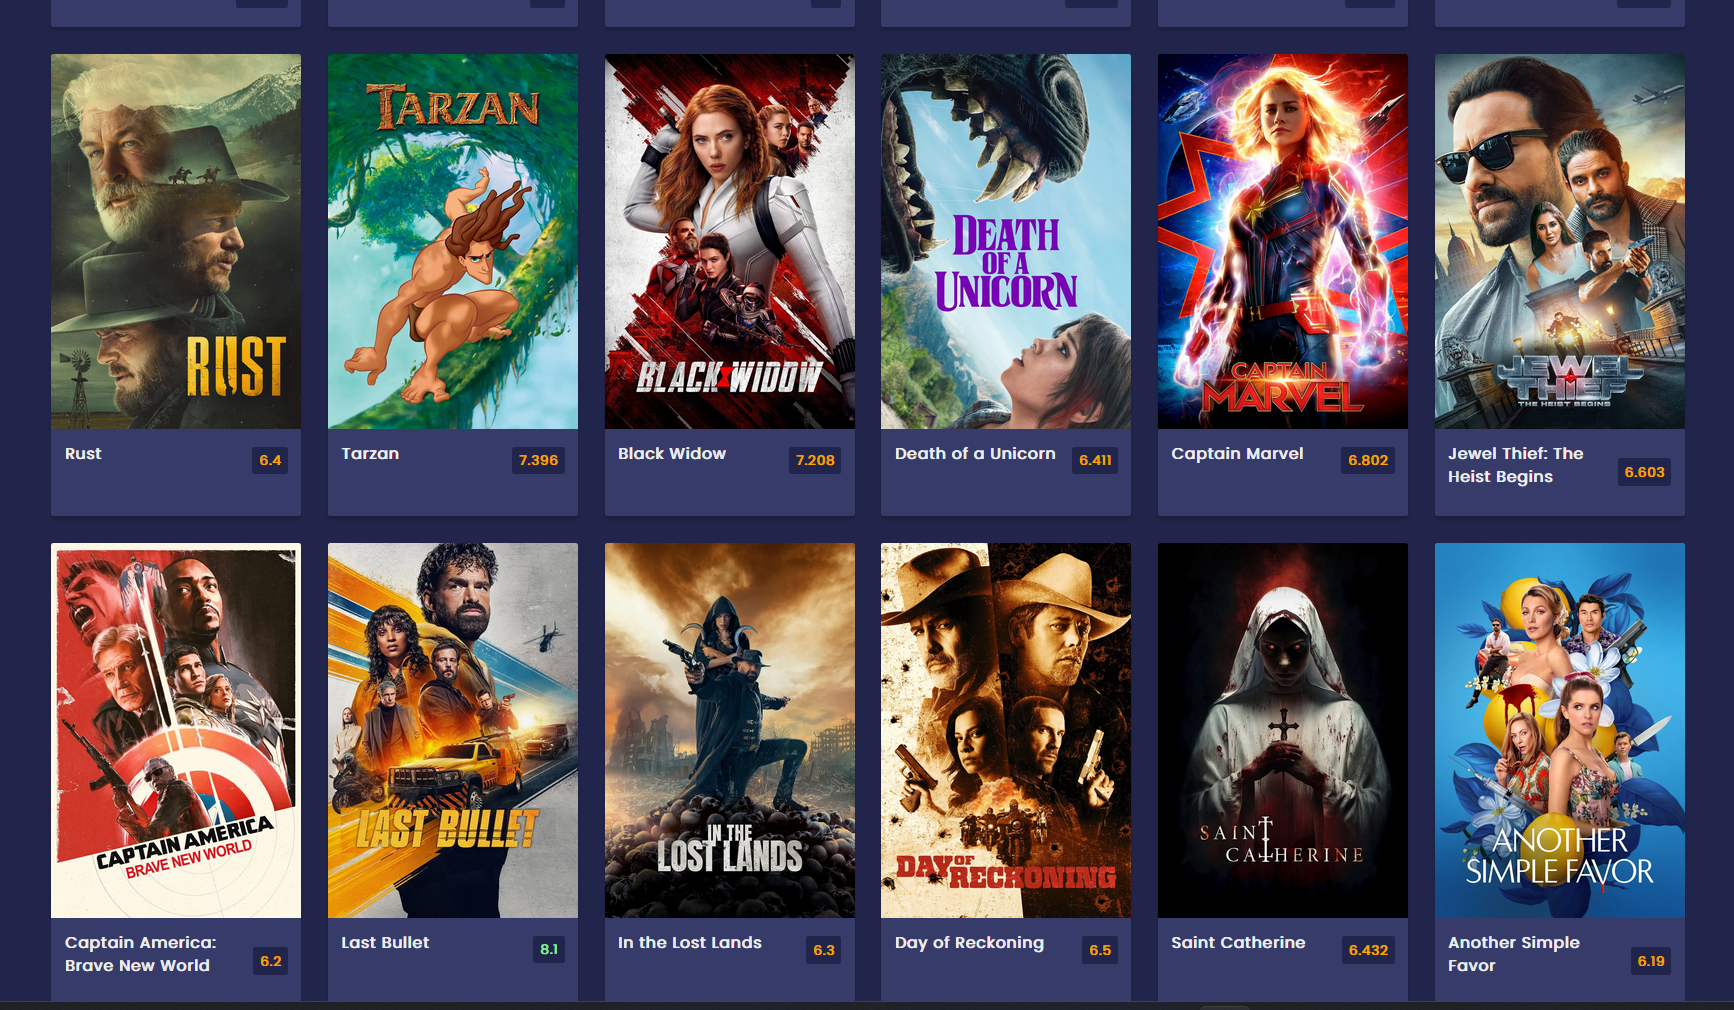 RUST
TARZAN
BLACK WIDOW
DEATH
OF A
UNICORN
CAPTAIN
MARVEL
JEWEL
THIEF
THE HEIST BEGINS
Rust
6.4
Tarzan
7.396
Black Widow
7.208
Death of a Unicorn
6.411
Captain Marvel
6.802
Jewel Thief: The
Heist Begins
6.603
CAPTAIN AMERICA
BRAVE NEW WORLD
LAST BULLET
IN THE
LOST LANDS
DAY OF
RECKONING
SAINT
CATHERINE
ANOTHER
SIMPLE FAVOR
Captain America:
Brave New World
6.2
Last Bullet
8.1
In the Lost Lands
6.3
Day of Reckoning
6.5
Saint Catherine
6.432
Another Simple
Favor
6.19